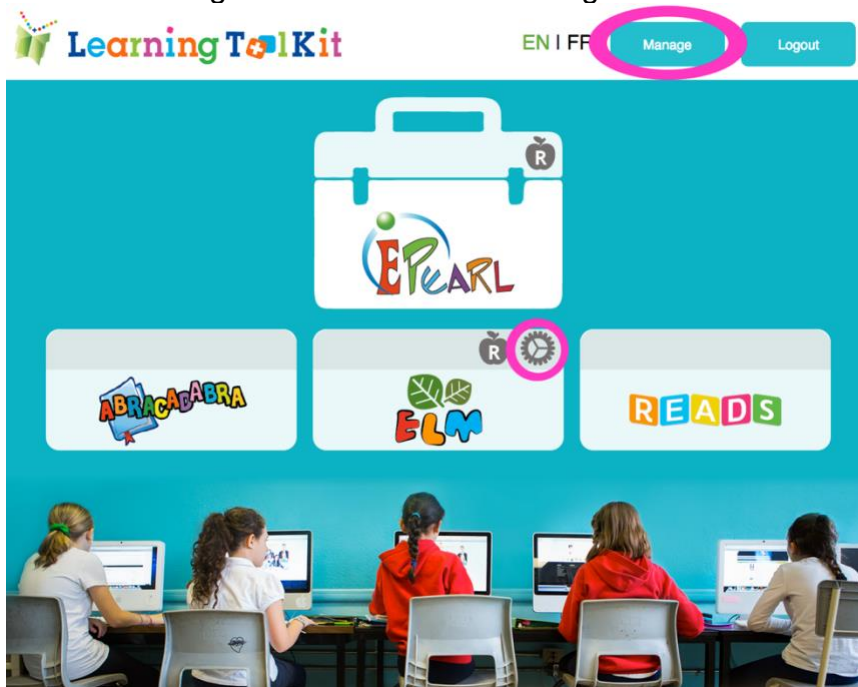 Learning ToolKit
EN I FR
Manage
Logout
R
EPEARL
R
ABRACADABRA
ELM
READS